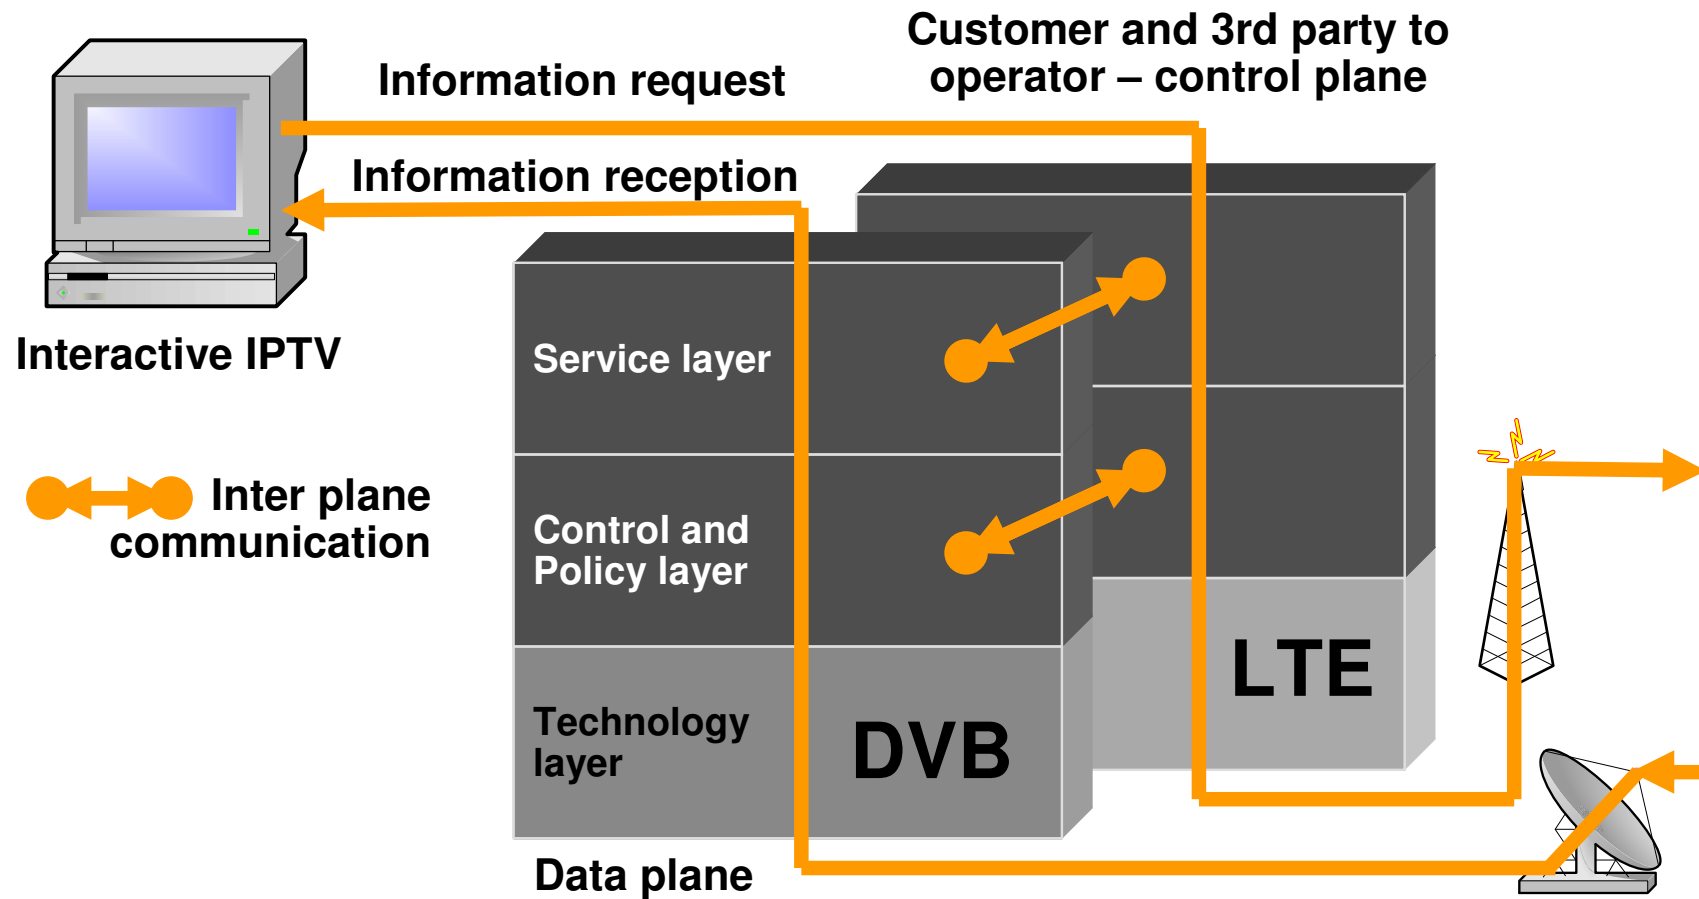 Customer and 3rd party to
operator – control plane
Information request
Information reception
Interactive IPTV
Service layer
Inter plane
communication
Control and
Policy layer
LTE
Technology
layer
DVB
Data plane